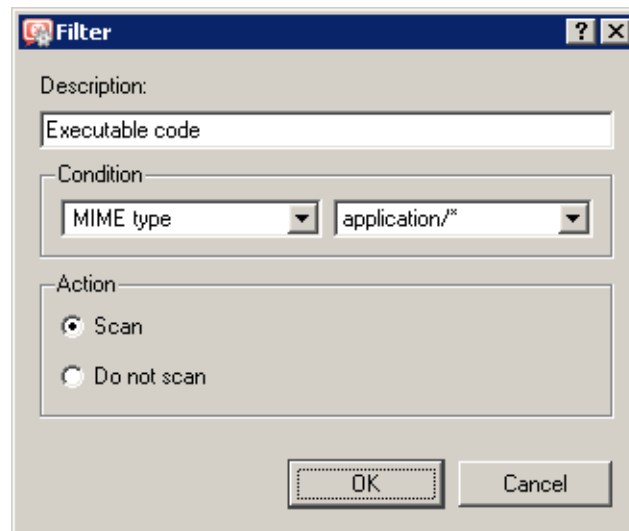 Filter
?
Description:
Executable code
Condition
MIME type
application/*
Action
Scan
Do not scan
OK
Cancel